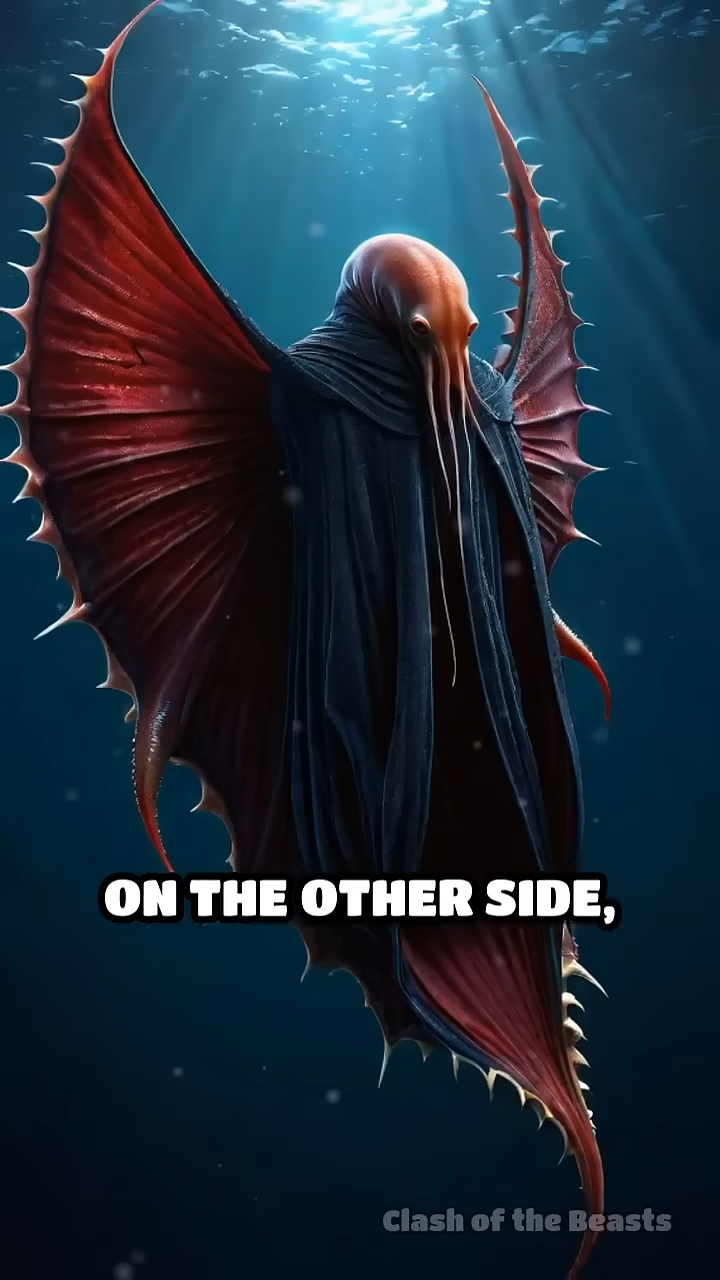 ON THE OTHER SIDE,
Clash of the Beasts